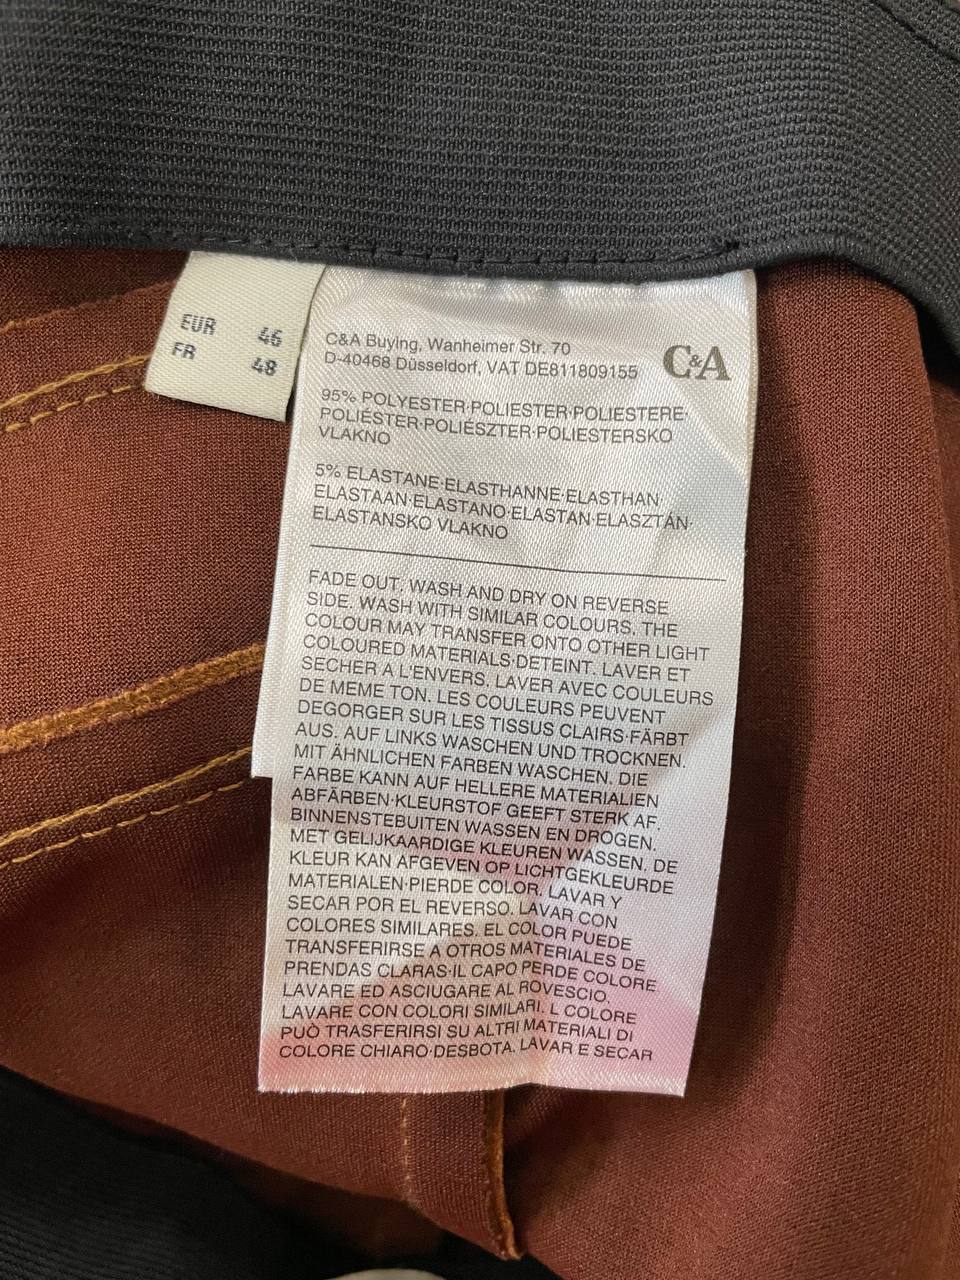 EUR 46
FR 48
C&A Buying, Wanheimer Str. 70
D-40468 Düsseldorf, VAT DE811809155
C&A
95% POLYESTER·POLIESTER·POLIESTERE·
POLIÉSTER·POLIÉSZTER·POLIESTERSKO
VLAKNO
5% ELASTANE·ELASTHANNE·ELASTHAN·
ELASTAAN·ELASTANO·ELASTAN·ELASZTÁN·
ELASTANSKO VLAKNO
FADE OUT. WASH AND DRY ON REVERSE
SIDE. WASH WITH SIMILAR COLOURS. THE
COLOUR MAY TRANSFER ONTO OTHER LIGHT
COLOURED MATERIALS·DETEINT. LAVER ET
SECHER A L'ENVERS. LAVER AVEC COULEURS
DE MEME TON. LES COULEURS PEUVENT
DEGORGER SUR LES TISSUS CLAIRS·FÄRBT
AUS. AUF LINKS WASCHEN UND TROCKNEN.
MIT ÄHNLICHEN FARBEN WASCHEN. DIE
FARBE KANN AUF HELLERE MATERIALIEN
ABFÄRBEN·KLEURSTOF GEEFT STERK AF.
BINNENSTEBUITEN WASSEN EN DROGEN.
MET GELIJKAARDIGE KLEUREN WASSEN. DE
KLEUR KAN AFGEVEN OP LICHTGEKLEURDE
MATERIALEN·PIERDE COLOR. LAVAR Y
SECAR POR EL REVERSO. LAVAR CON
COLORES SIMILARES. EL COLOR PUEDE
TRANSFERIRSE A OTROS MATERIALES DE
PRENDAS CLARAS·IL CAPO PERDE COLORE
LAVARE ED ASCIUGARE AL ROVESCIO.
LAVARE CON COLORI SIMILARI. L COLORE
PUÒ TRASFERIRSI SU ALTRI MATERIALI DI
COLORE CHIARO·DESBOTA. LAVAR E SECAR